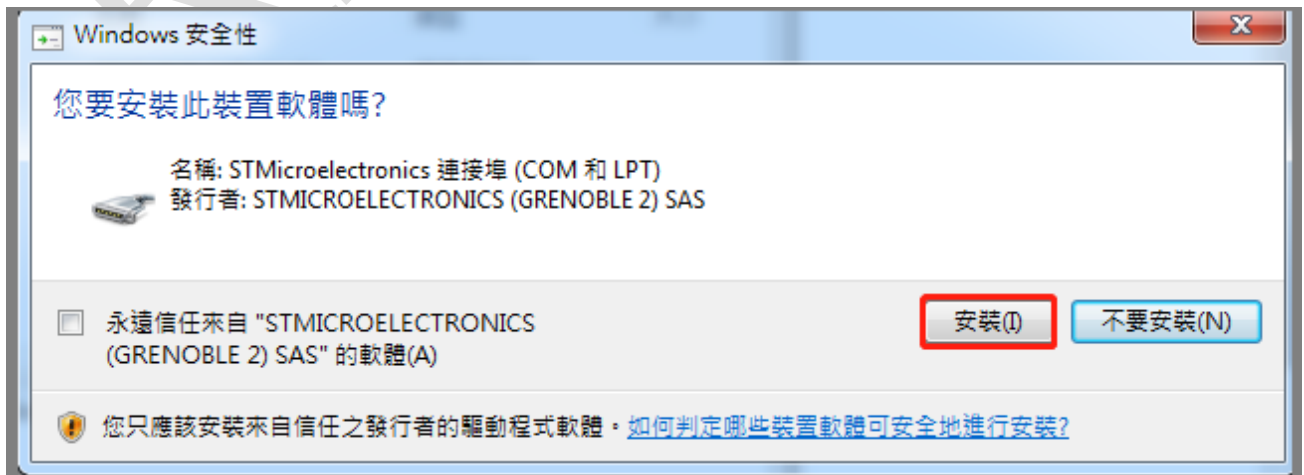 Windows 安全性
您要安裝此裝置軟體嗎?
名稱: STMicroelectronics 連接埠 (COM 和 LPT)
發行者: STMICROELECTRONICS (GRENOBLE 2) SAS
永遠信任來自 "STMICROELECTRONICS
(GRENOBLE 2) SAS" 的軟體(A)
安裝(I)
不要安裝(N)
您只應該安裝來自信任之發行者的驅動程式軟體。如何判定哪些裝置軟體可安全地進行安裝?